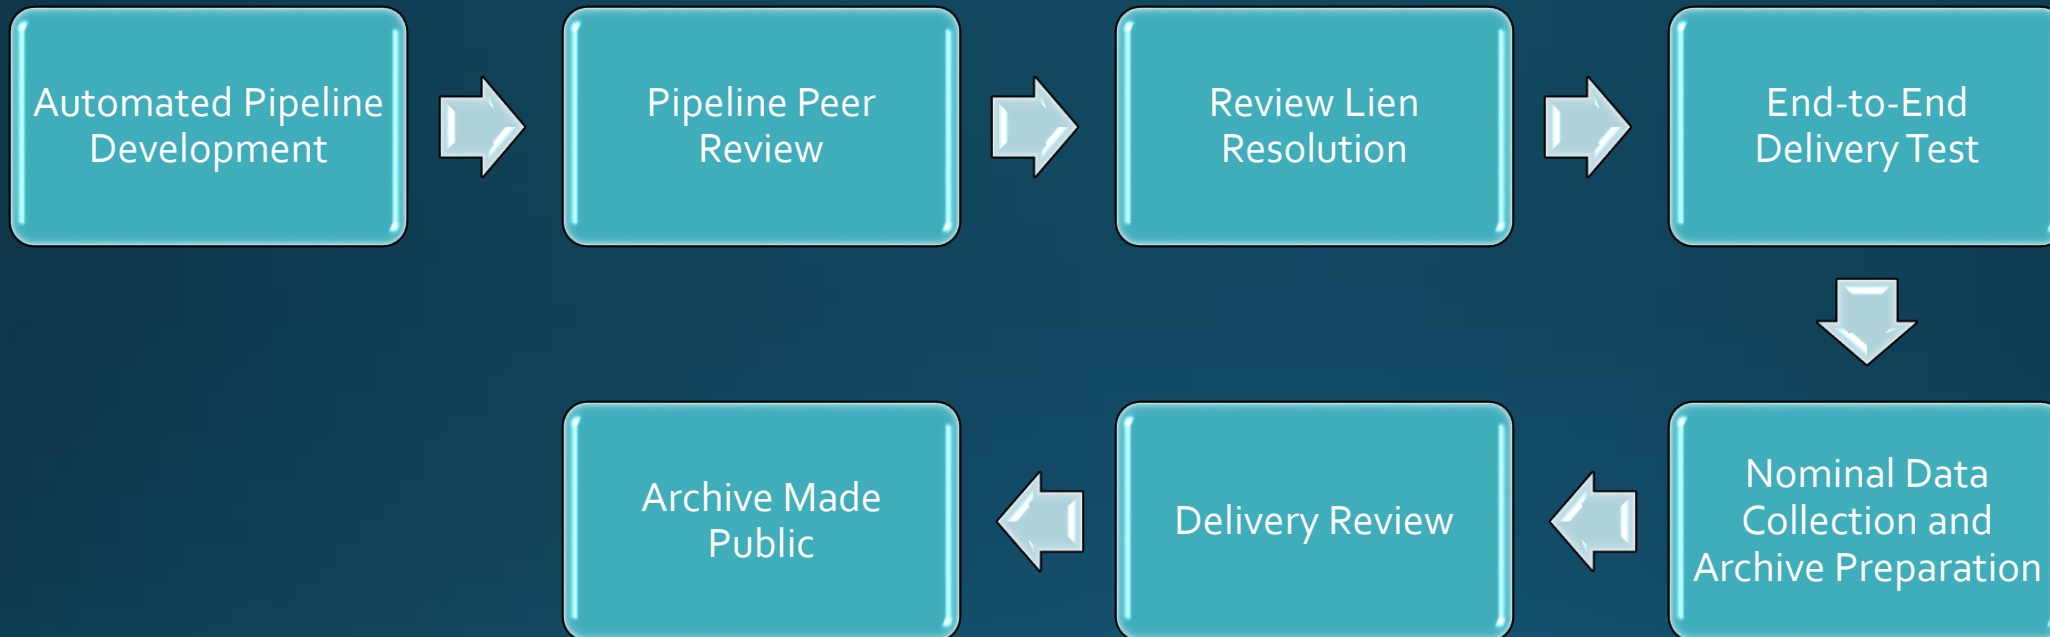 Automated Pipeline
Development
Pipeline Peer
Review
Review Lien
Resolution
End-to-End
Delivery Test
Nominal Data
Collection and
Archive Preparation
Delivery Review
Archive Made
Public